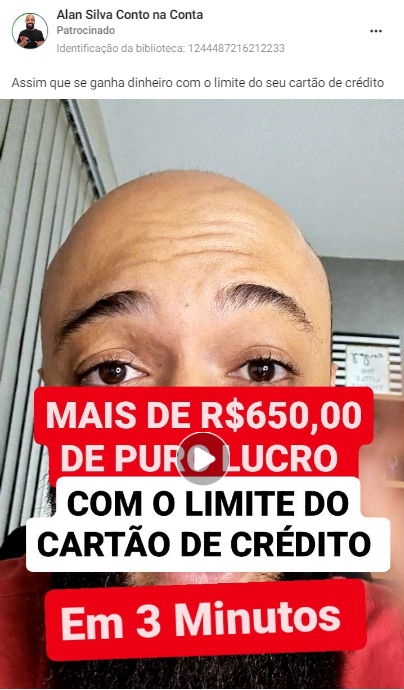 Alan Silva Conto na Conta
Patrocinado
Identificação da biblioteca: 1244487216212233
Assim que se ganha dinheiro com o limite do seu cartão de crédito
MAIS DE R$650,00
DE PURO LUCRO
COM O LIMITE DO
CARTÃO DE CRÉDITO
Em 3 Minutos